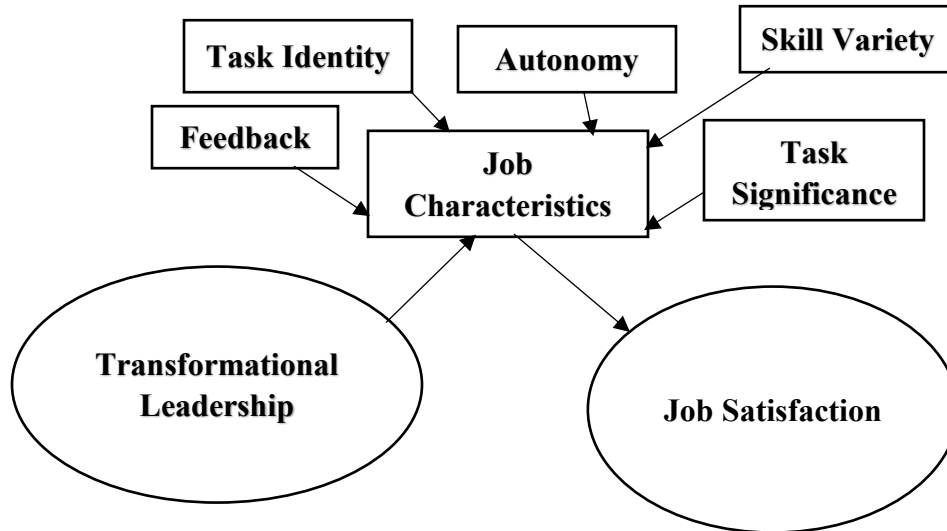 Task Identity
Autonomy
Skill Variety
Feedback
Job
Characteristics
Task
Significance
Transformational
Leadership
Job Satisfaction